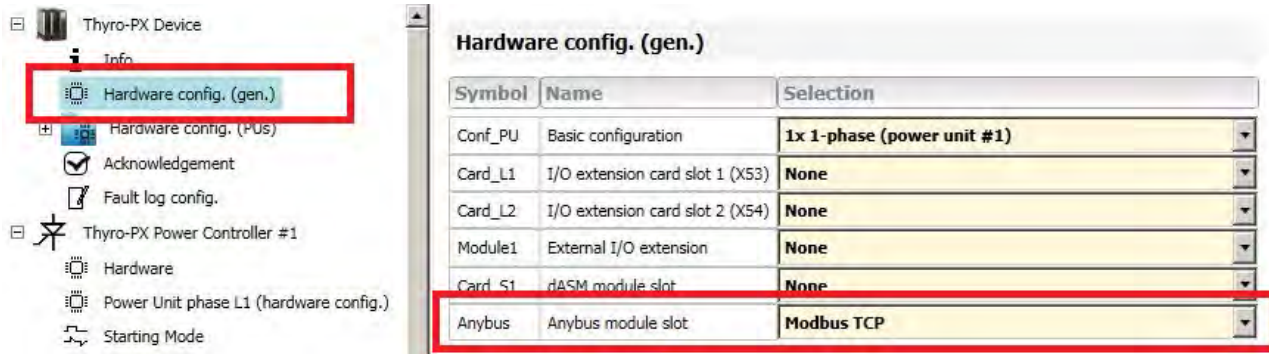 Thyro-PX Device
Info
Hardware config. (gen.)
Hardware config. (PUs)
Acknowledgement
Fault log config.
Thyro-PX Power Controller #1
Hardware
Power Unit phase L1 (hardware config.)
Starting Mode
Hardware config. (gen.)
Symbol Name Selection
Conf_PU Basic configuration 1x 1-phase (power unit #1)
Card_L1 I/O extension card slot 1 (X53) None
Card_L2 I/O extension card slot 2 (X54) None
Module1 External I/O extension None
Card_S1 dASM module slot None
Anybus Anybus module slot Modbus TCP